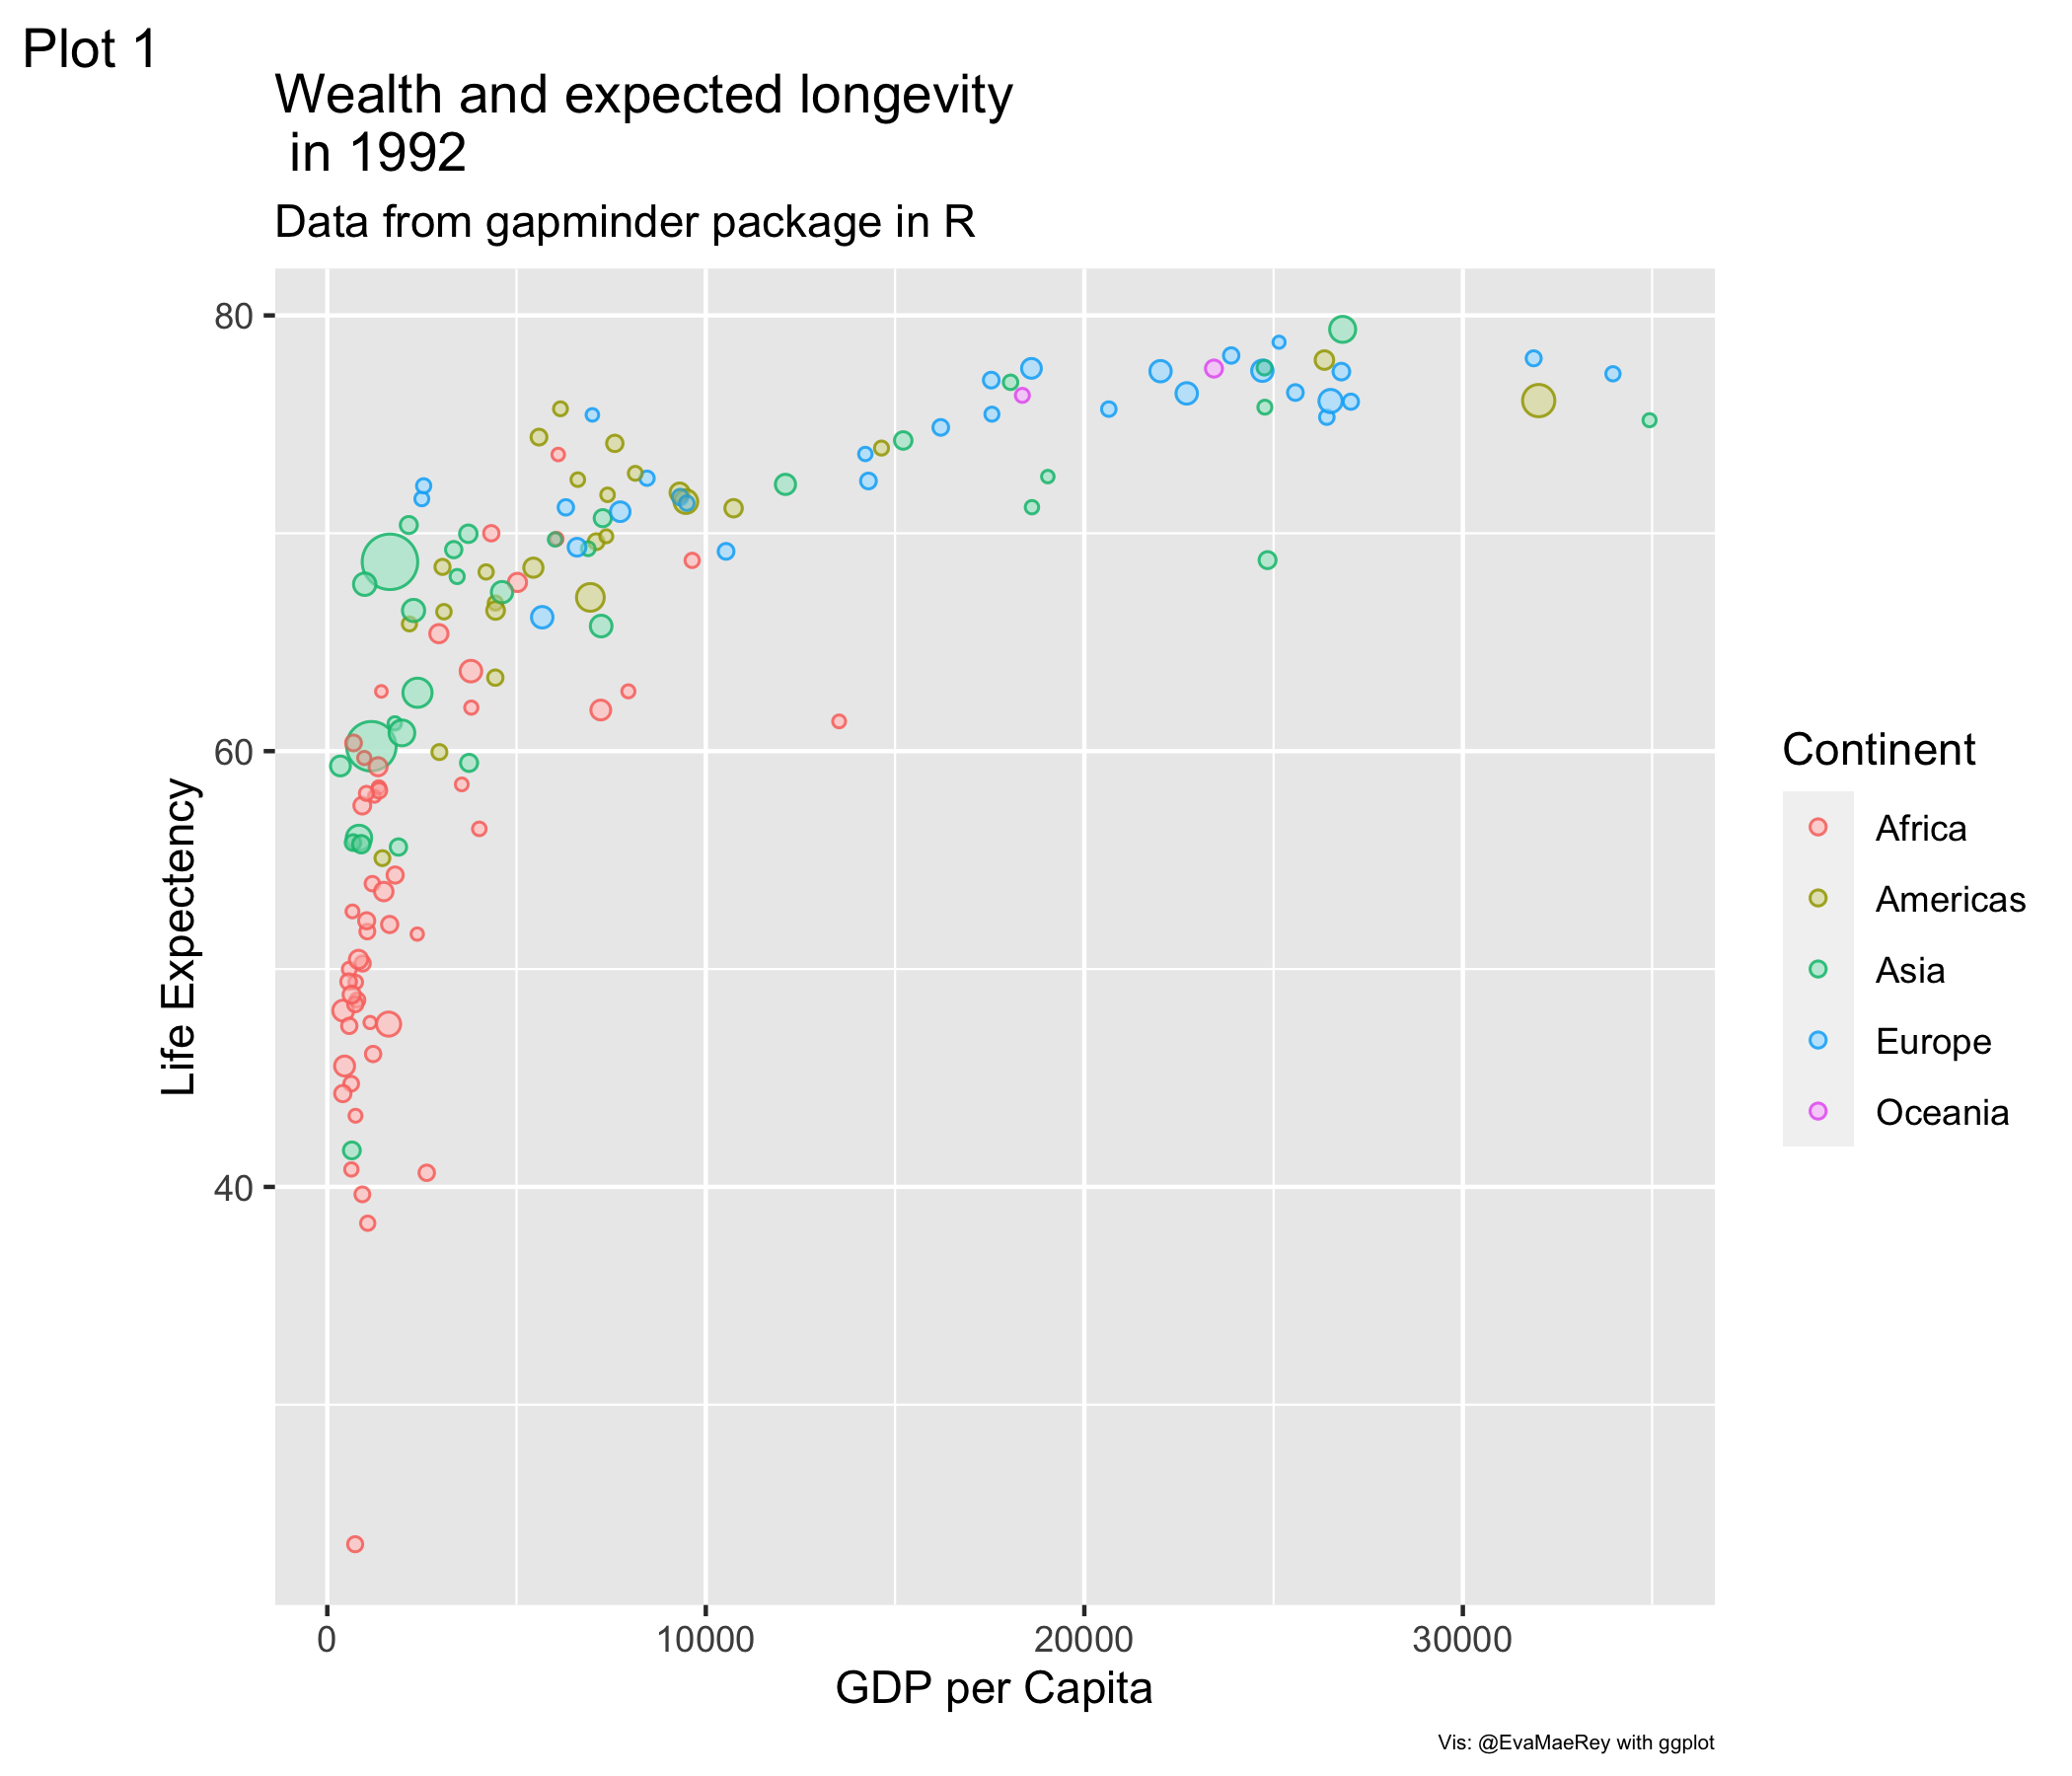 Plot 1
Wealth and expected longevity
in 1992
Data from gapminder package in R
80
60
40
Life Expectency
0 10000 20000 30000
GDP per Capita
Continent
Africa
Americas
Asia
Europe
Oceania
Vis: @EvaMaeRey with ggplot